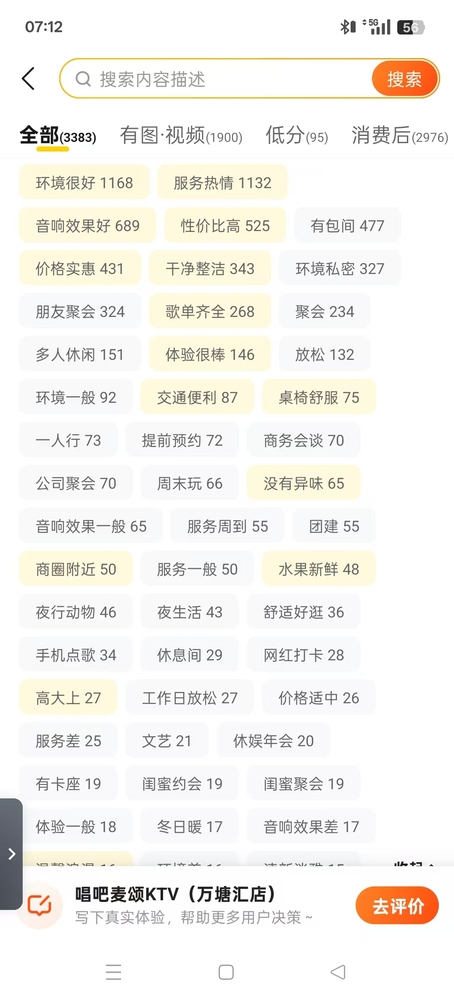 07:12
5G
56
搜索内容描述
搜索
全部(3383) 有图·视频(1900) 低分(95) 消费后(2976)
环境很好 1168 服务热情 1132
音响效果好 689 性价比高 525 有包间 477
价格实惠 431 干净整洁 343 环境私密 327
朋友聚会 324 歌单齐全 268 聚会 234
多人休闲 151 体验很棒 146 放松 132
环境一般 92 交通便利 87 桌椅舒服 75
一人行 73 提前预约 72 商务会谈 70
公司聚会 70 周末玩 66 没有异味 65
音响效果一般 65 服务周到 55 团建 55
商圈附近 50 服务一般 50 水果新鲜 48
夜行动物 46 夜生活 43 舒适好逛 36
手机点歌 34 休息间 29 网红打卡 28
高大上 27 工作日放松 27 价格适中 26
服务差 25 文艺 21 休娱年会 20
有卡座 19 闺蜜约会 19 闺蜜聚会 19
体验一般 18 冬日暖 17 音响效果差 17
唱吧麦颂KTV（万塘汇店）
写下真实体验，帮助更多用户决策 ~
去评价